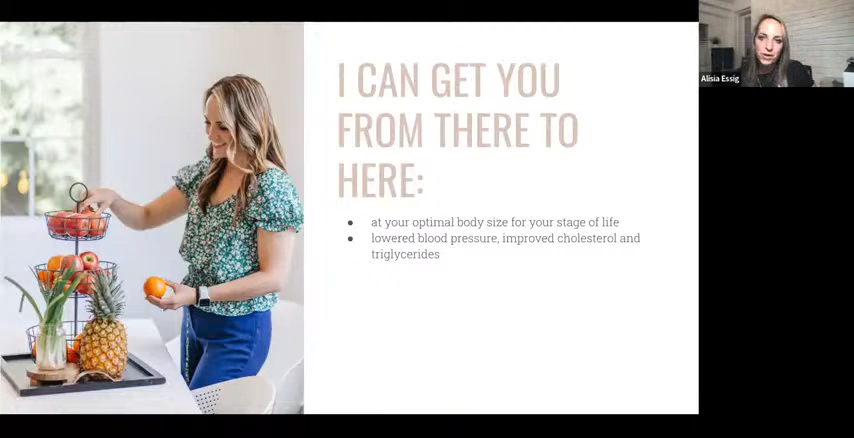 I CAN GET YOU
FROM THERE TO
HERE:
● at your optimal body size for your stage of life
● lowered blood pressure, improved cholesterol and
triglycerides
Alisia Essig